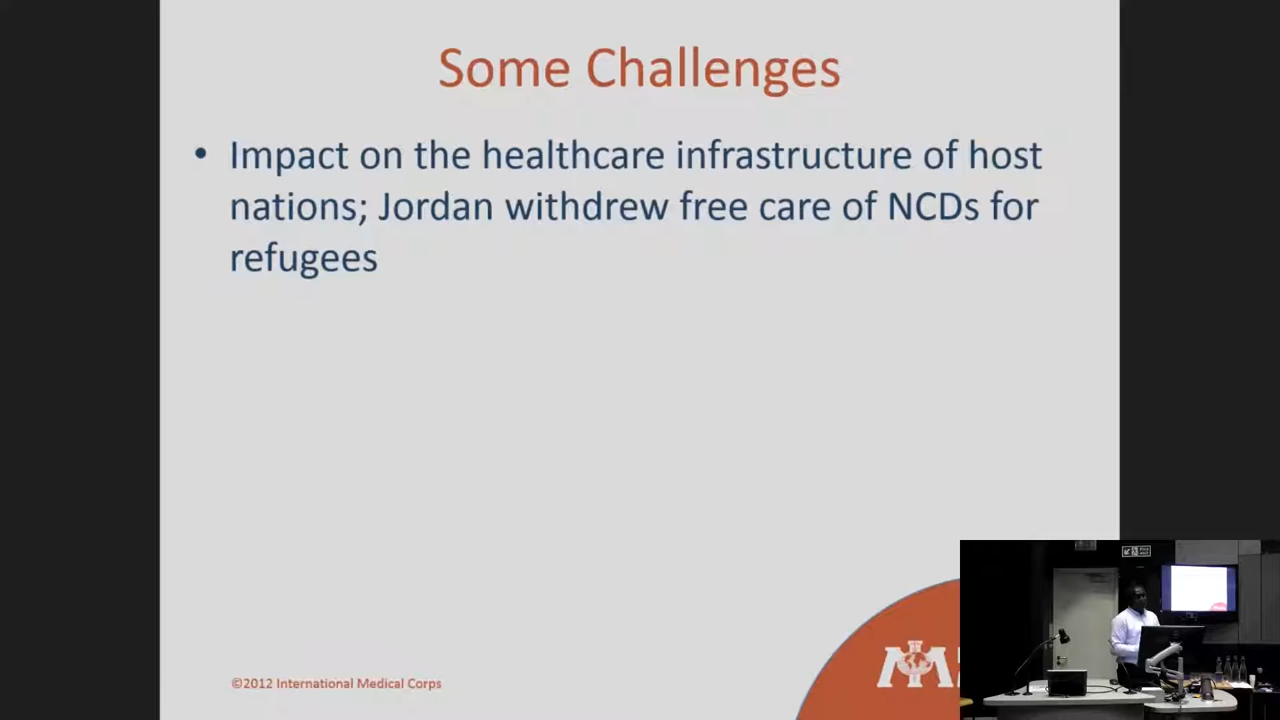 Some Challenges
• Impact on the healthcare infrastructure of host
nations; Jordan withdrew free care of NCDs for
refugees
©2012 International Medical Corps